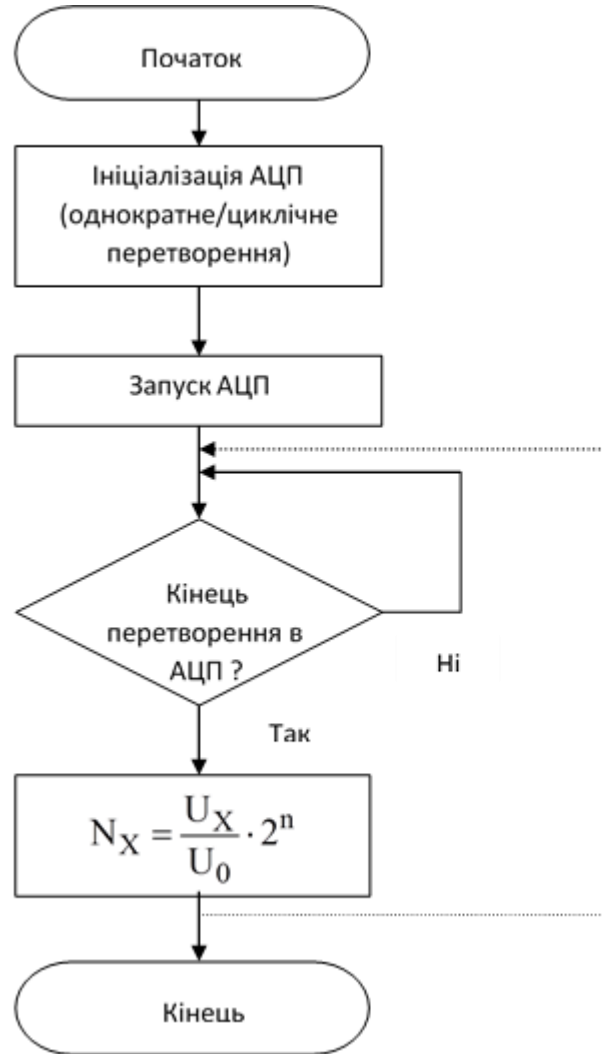 Початок
Ініціалізація АЦП
(однократне/циклічне
перетворення)
Запуск АЦП
Кінець
перетворення в
АЦП ?
Ні
Так
N_X = U_X / U_0 · 2^n
Кінець